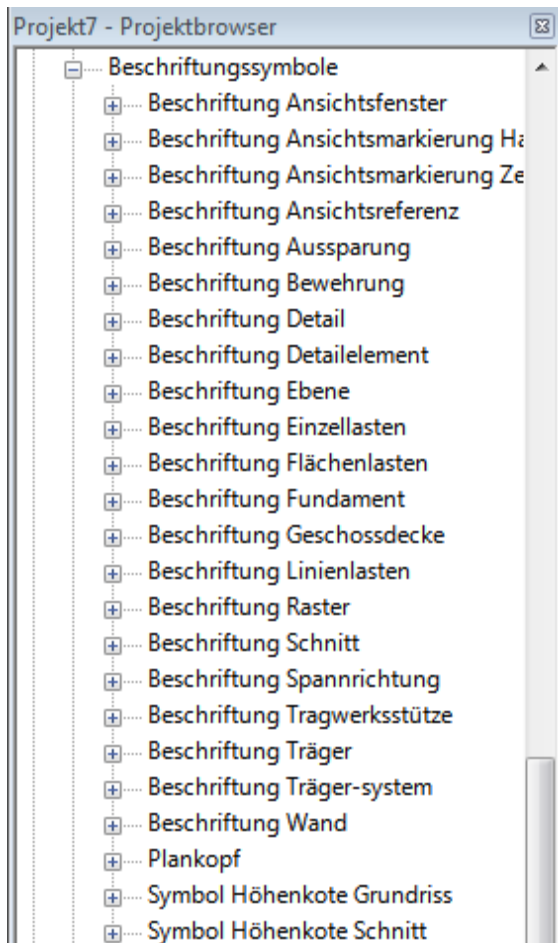 Projekt7 - Projektbrowser
Beschriftungssymbole
Beschriftung Ansichtsfenster
Beschriftung Ansichtsmarkierung Ha
Beschriftung Ansichtsmarkierung Ze
Beschriftung Ansichtsreferenz
Beschriftung Aussparung
Beschriftung Bewehrung
Beschriftung Detail
Beschriftung Detailelement
Beschriftung Ebene
Beschriftung Einzellasten
Beschriftung Flächenlasten
Beschriftung Fundament
Beschriftung Geschossdecke
Beschriftung Linienlasten
Beschriftung Raster
Beschriftung Schnitt
Beschriftung Spannrichtung
Beschriftung Tragwerksstütze
Beschriftung Träger
Beschriftung Träger-system
Beschriftung Wand
Plankopf
Symbol Höhenkote Grundriss
Symbol Höhenkote Schnitt